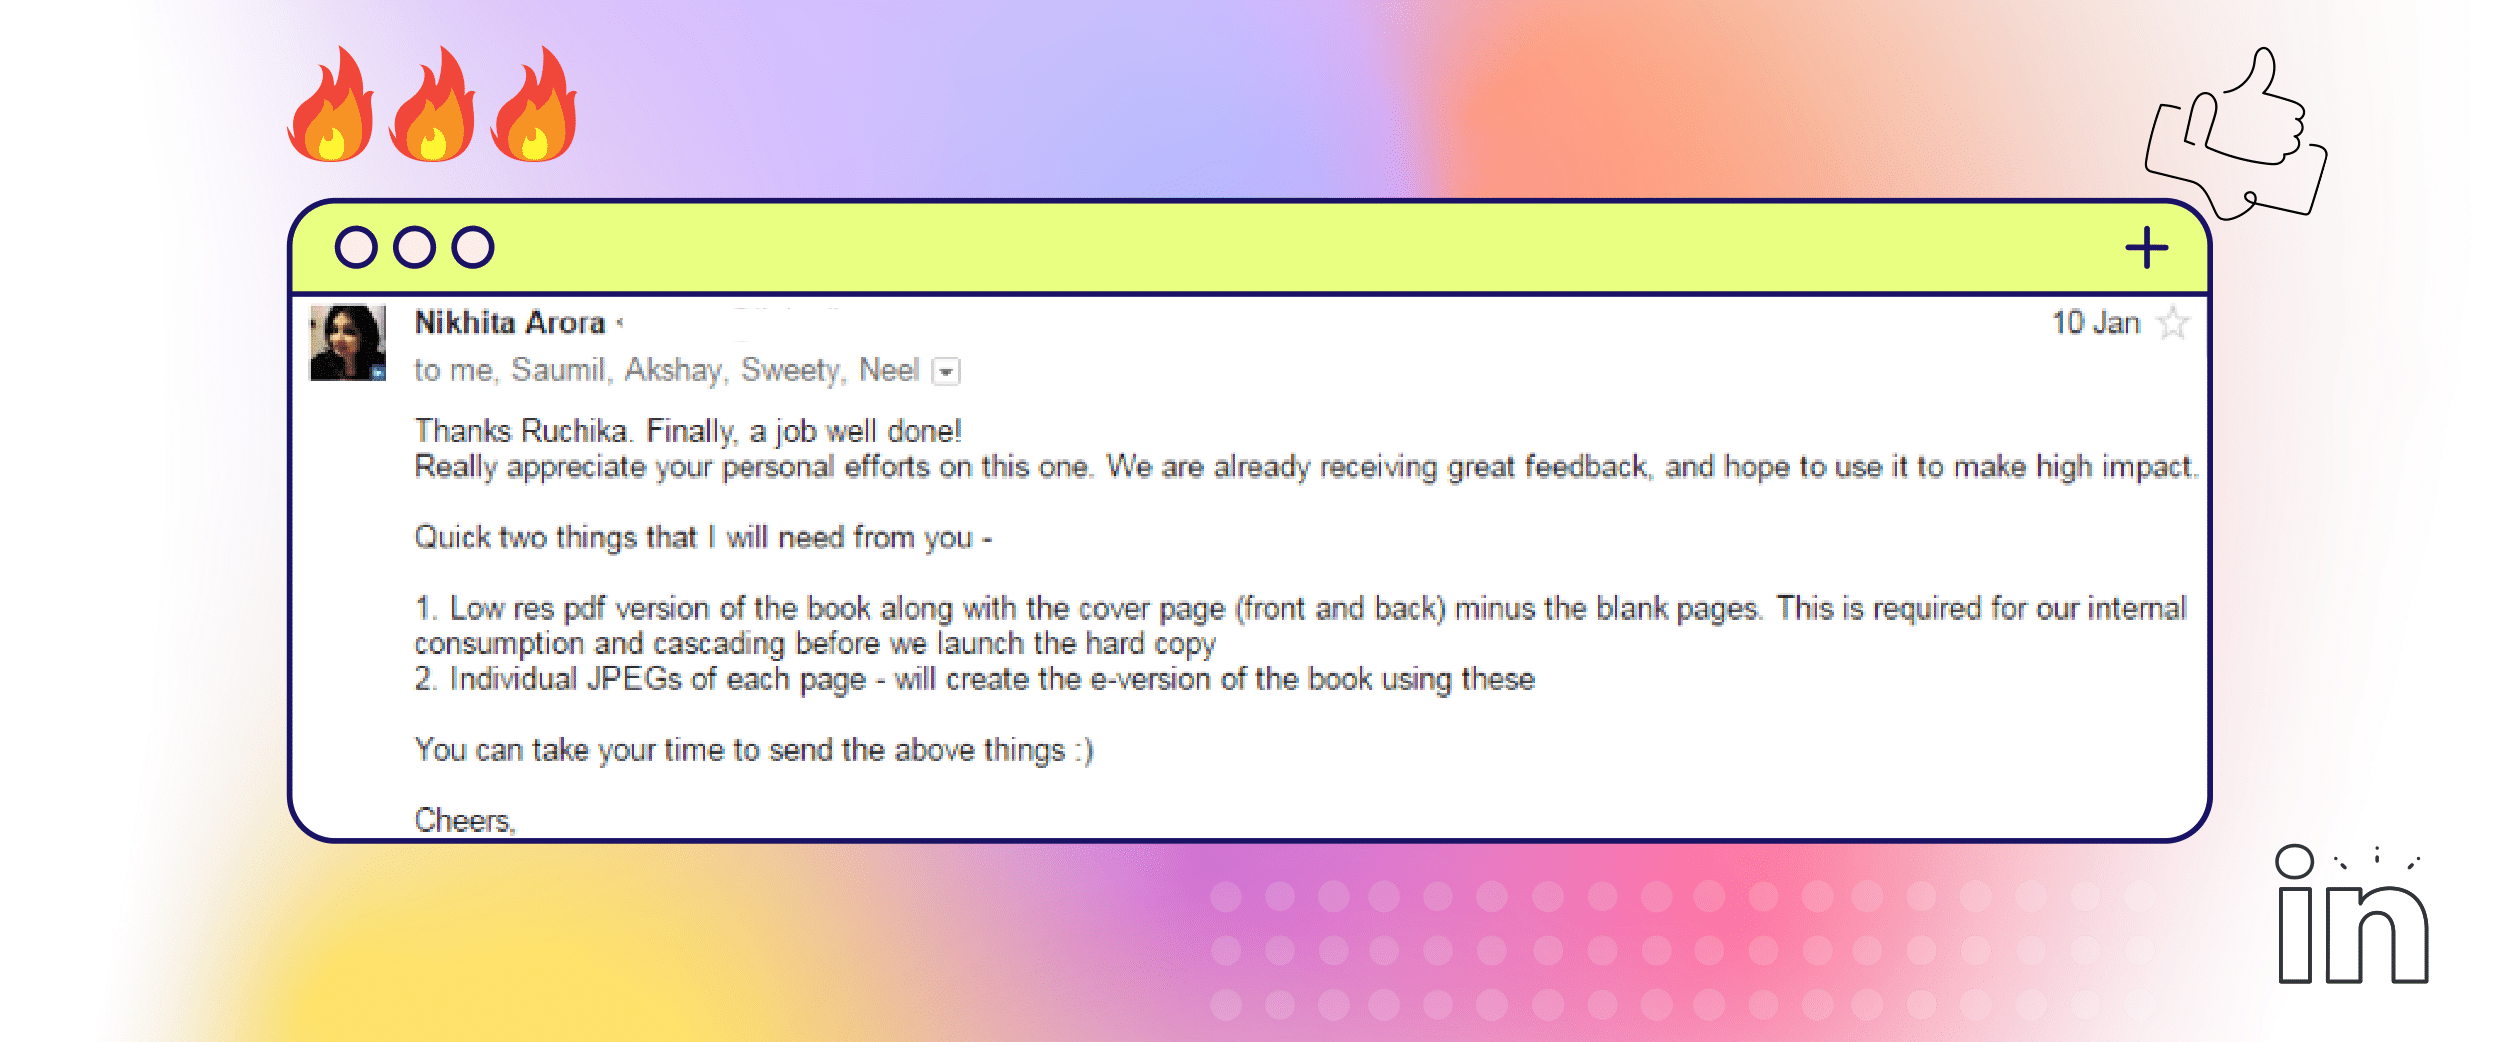 Nikhita Arora <
10 Jan
to me, Saumil, Akshay, Sweety, Neel
Thanks Ruchika. Finally, a job well done!
Really appreciate your personal efforts on this one. We are already receiving great feedback, and hope to use it to make high impact.
Quick two things that I will need from you -
1. Low res pdf version of the book along with the cover page (front and back) minus the blank pages. This is required for our internal
consumption and cascading before we launch the hard copy
2. Individual JPEGs of each page - will create the e-version of the book using these
You can take your time to send the above things :)
Cheers,
in